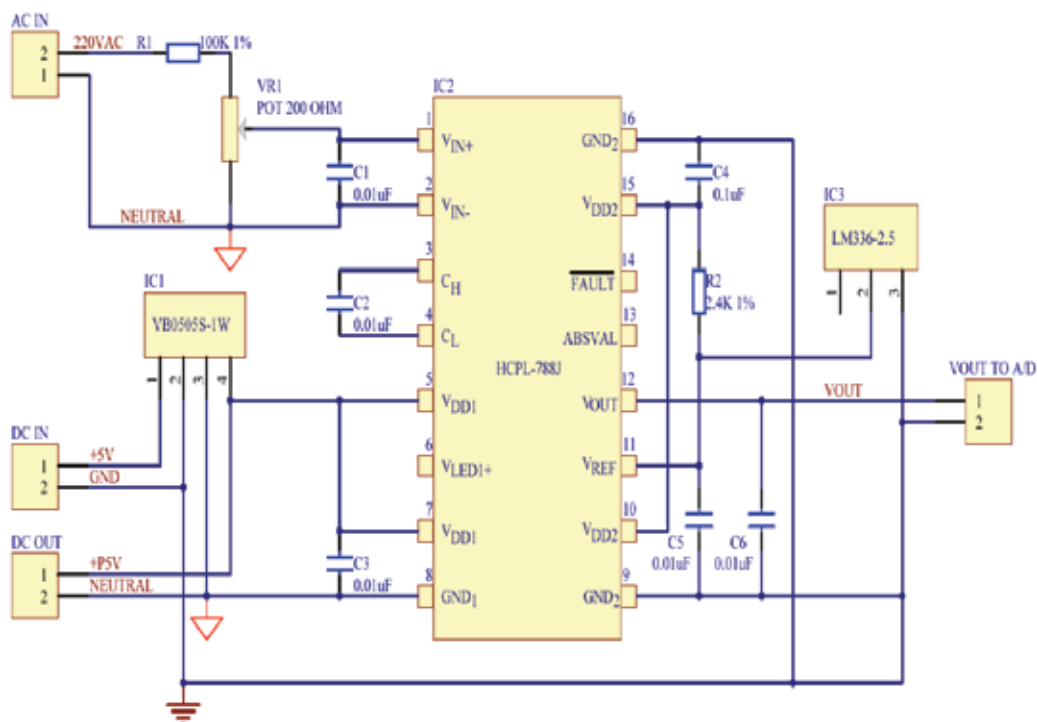 AC IN
2
1
220VAC
R1
100K 1%
VR1
POT 200 OHM
NEUTRAL
C1
0.01uF
C2
0.01uF
IC1
VB0505S-1W
1
2
3
4
DC IN
1
2
+5V
GND
DC OUT
1
2
+P5V
NEUTRAL
C3
0.01uF
IC2
HCPL-788J
1
VIN+
2
VIN-
3
CH
4
CL
5
VDD1
6
VLED1+
7
VDD1
8
GND1
16
GND2
15
VDD2
14
FAULT
13
ABSVAL
12
VOUT
11
VREF
10
VDD2
9
GND2
C4
0.1uF
R2
2.4K 1%
IC3
LM336-2.5
1
2
3
VOUT TO A/D
VOUT
1
2
C5
0.01uF
C6
0.01uF